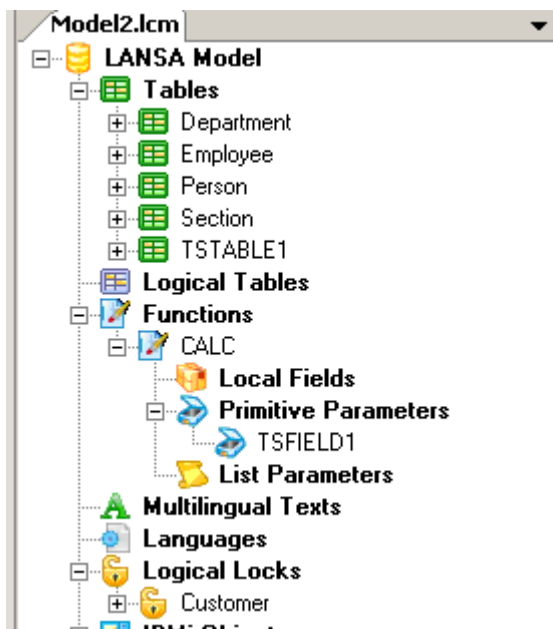 Model2.lcm
LANSA Model
Tables
Department
Employee
Person
Section
TSTABLE1
Logical Tables
Functions
CALC
Local Fields
Primitive Parameters
TSFIELD1
List Parameters
Multilingual Texts
Languages
Logical Locks
Customer